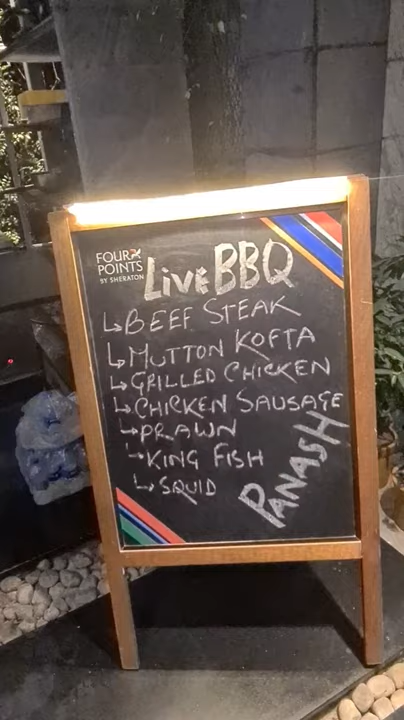 FOUR
POINTS
BY SHERATON
LIVE BBQ
↳BEEF STEAK
↳MUTTON KOFTA
↳GRILLED CHICKEN
↳CHICKEN SAUSAGE
↳PRAWN
↳KING FISH
↳SQUID
PANASH